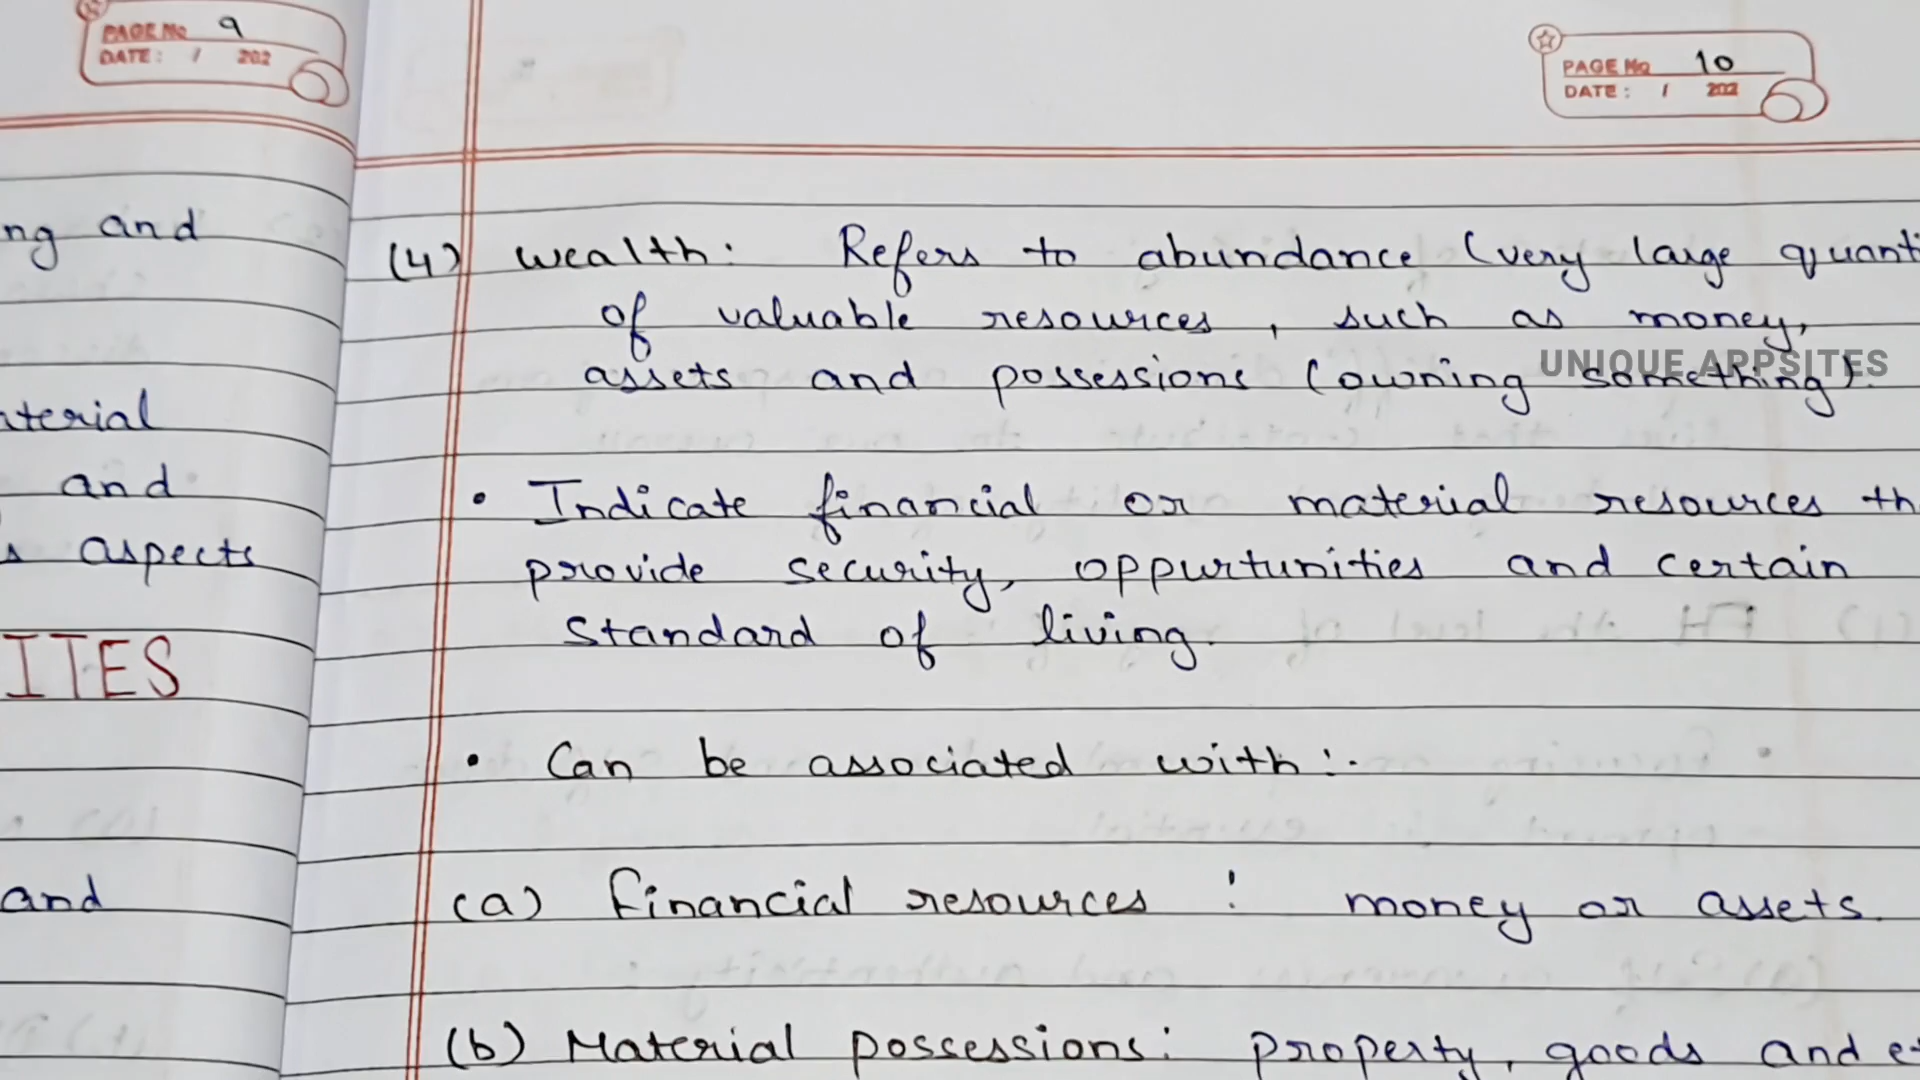 PAGE No 9
DATE: / 202
ng and
aterial
and
s aspects
ITES
and
PAGE No 10
DATE: / 202
(4) wealth: Refers to abundance (very large quanti
of valuable resources, such as money,
UNIQUE APPSITES
assets and possessions (owning something).
• Indicate financial or material resources th
provide security, oppurtunities and certain
standard of living.
• Can be associated with:-
(a) Financial resources : money or assets.
(b) Material possessions: property, goods and et